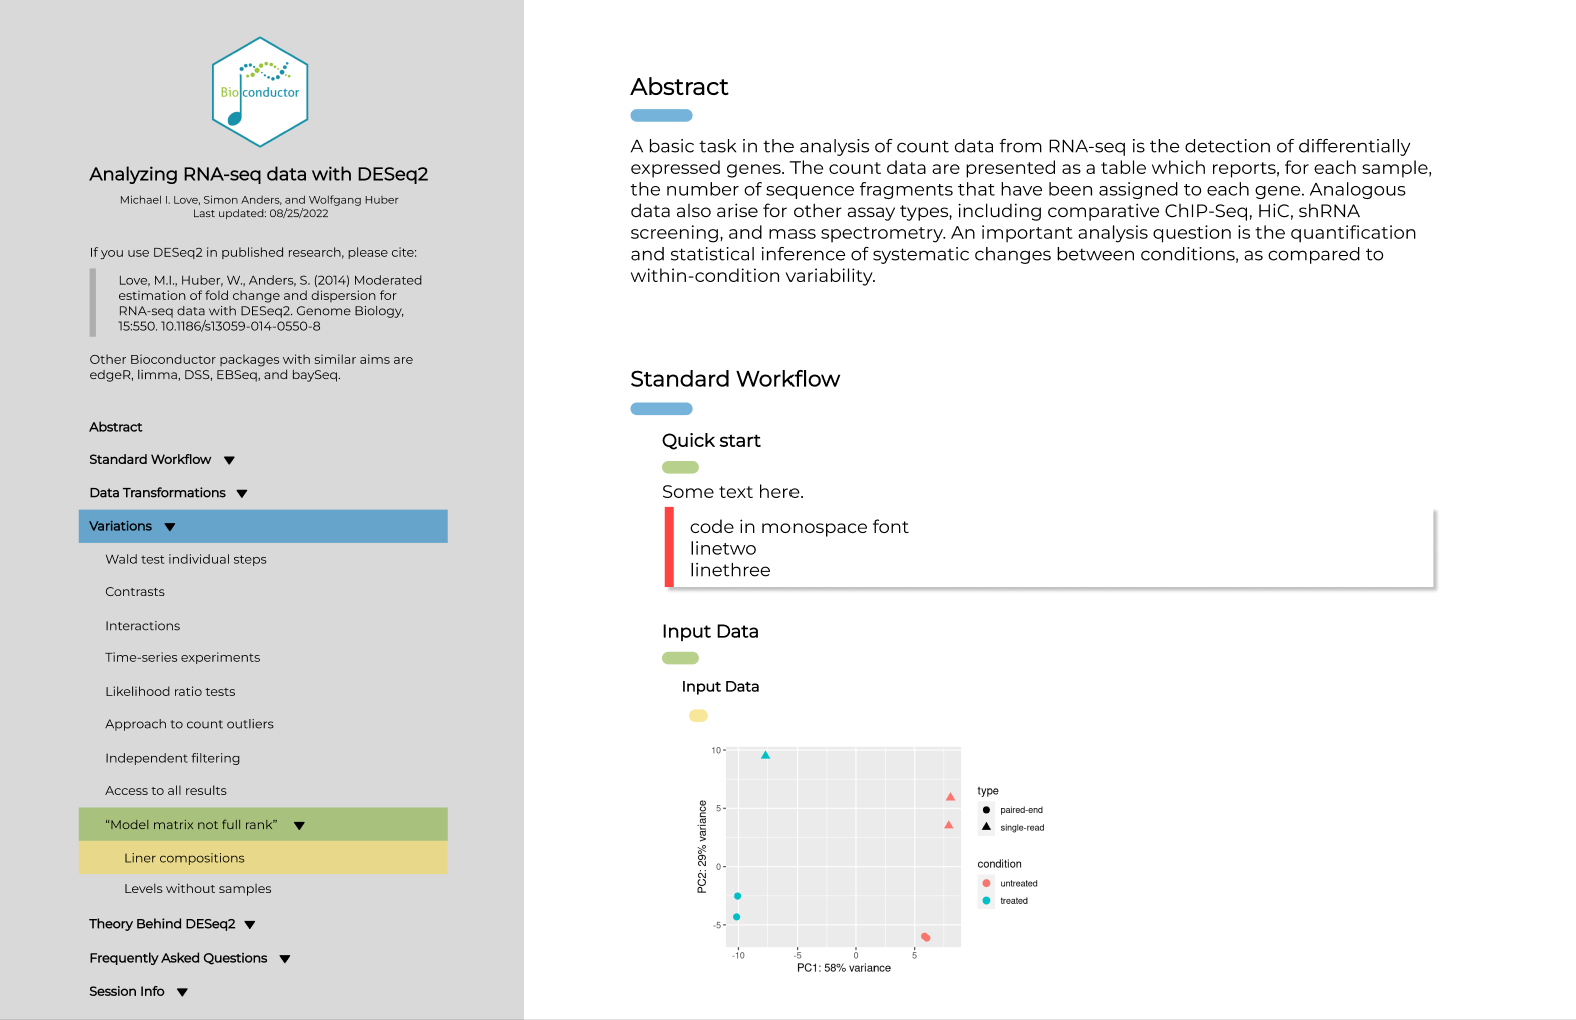 Bioconductor
Analyzing RNA-seq data with DESeq2
Michael I. Love, Simon Anders, and Wolfgang Huber
Last updated: 08/25/2022
If you use DESeq2 in published research, please cite:
Love, M.I., Huber, W., Anders, S. (2014) Moderated
estimation of fold change and dispersion for
RNA-seq data with DESeq2. Genome Biology,
15:550. 10.1186/s13059-014-0550-8
Other Bioconductor packages with similar aims are
edgeR, limma, DSS, EBSeq, and baySeq.
Abstract
Standard Workflow
Data Transformations
Variations
Wald test individual steps
Contrasts
Interactions
Time-series experiments
Likelihood ratio tests
Approach to count outliers
Independent filtering
Access to all results
“Model matrix not full rank”
Liner compositions
Levels without samples
Theory Behind DESeq2
Frequently Asked Questions
Session Info
Abstract
A basic task in the analysis of count data from RNA-seq is the detection of differentially
expressed genes. The count data are presented as a table which reports, for each sample,
the number of sequence fragments that have been assigned to each gene. Analogous
data also arise for other assay types, including comparative ChIP-Seq, HiC, shRNA
screening, and mass spectrometry. An important analysis question is the quantification
and statistical inference of systematic changes between conditions, as compared to
within-condition variability.
Standard Workflow
Quick start
Some text here.
code in monospace font
linetwo
linethree
Input Data
Input Data
10
5
0
-5
PC2: 29% variance
-10 -5 0 5
PC1: 58% variance
type
paired-end
single-read
condition
untreated
treated